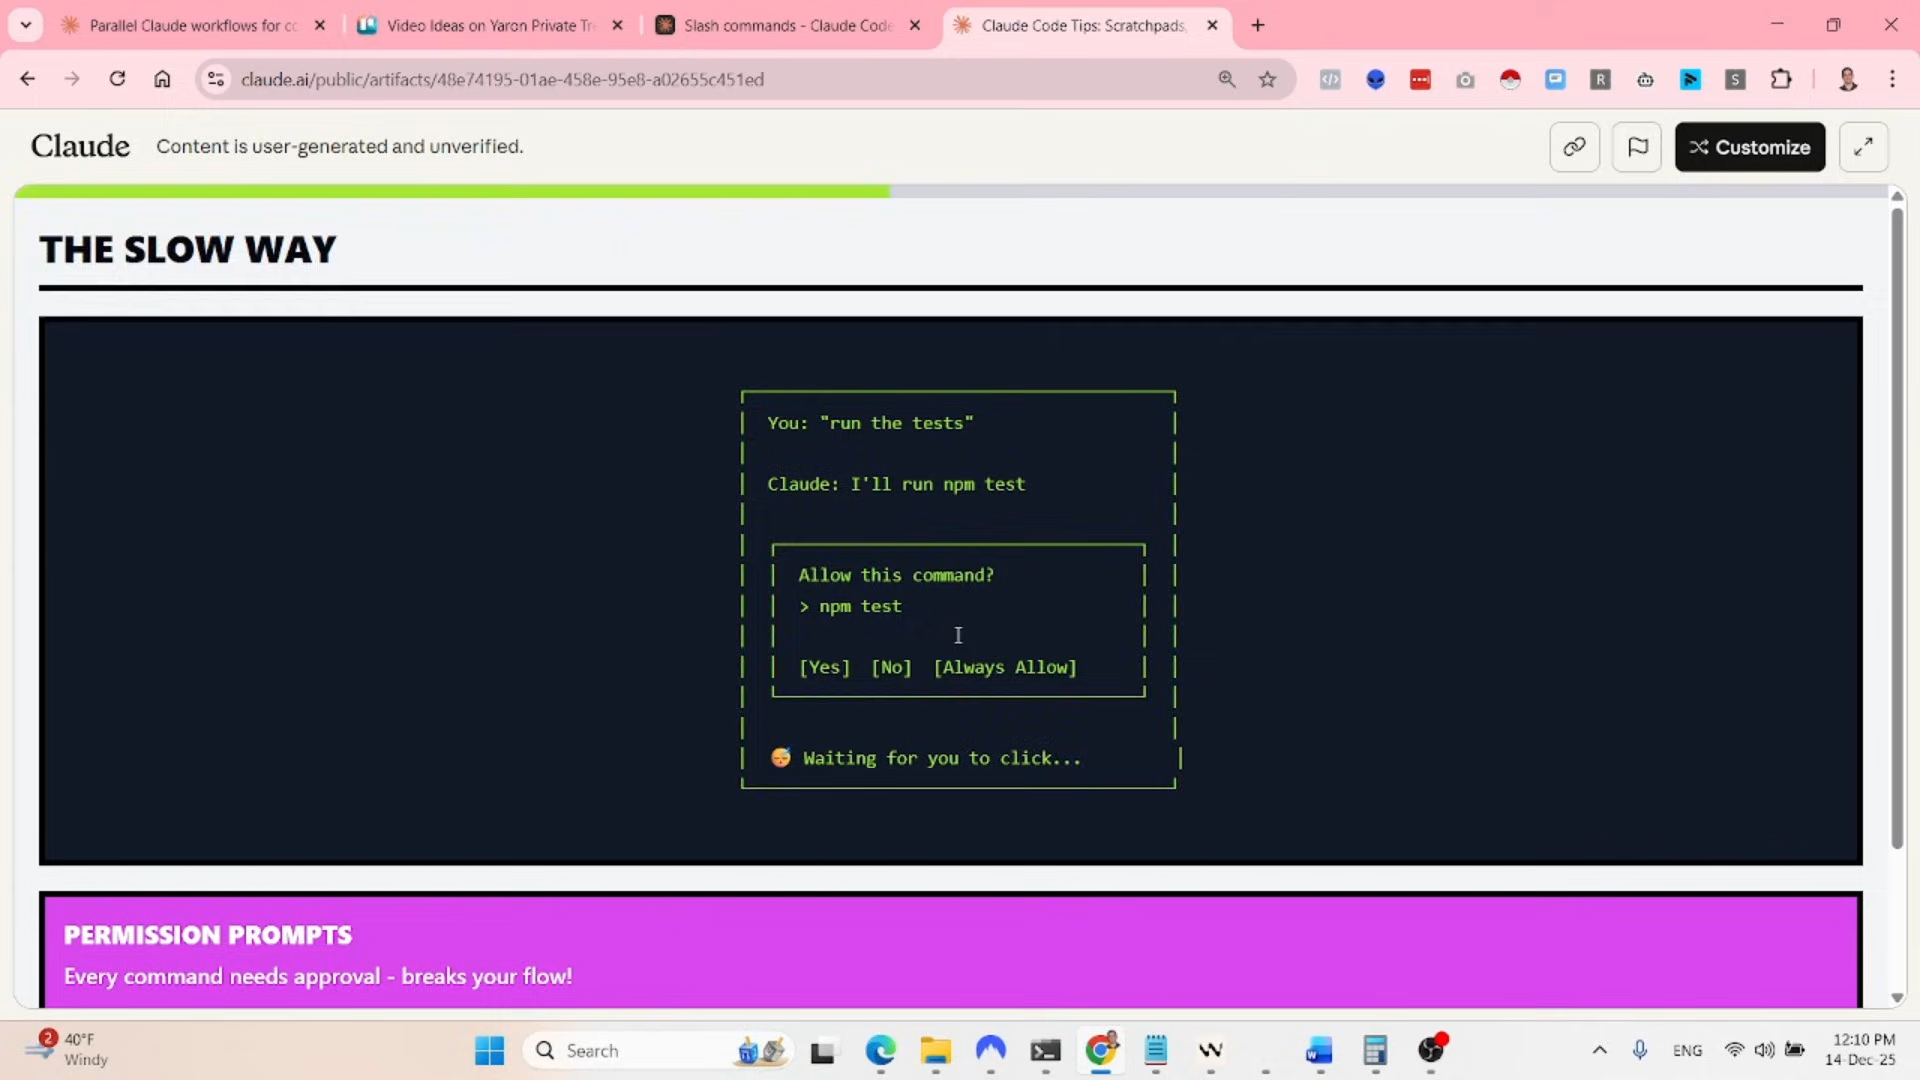 Parallel Claude workflows for co
Video Ideas on Yaron Private Tre
Slash commands - Claude Code
Claude Code Tips: Scratchpads,
claude.ai/public/artifacts/48e74195-01ae-458e-95e8-a02655c451ed
R
S
Claude
Content is user-generated and unverified.
Customize
THE SLOW WAY
You: "run the tests"
Claude: I'll run npm test
Allow this command?
> npm test
[Yes] [No] [Always Allow]
😴 Waiting for you to click...
PERMISSION PROMPTS
Every command needs approval - breaks your flow!
2
40°F
Windy
Search
ENG
12:10 PM
14-Dec-25